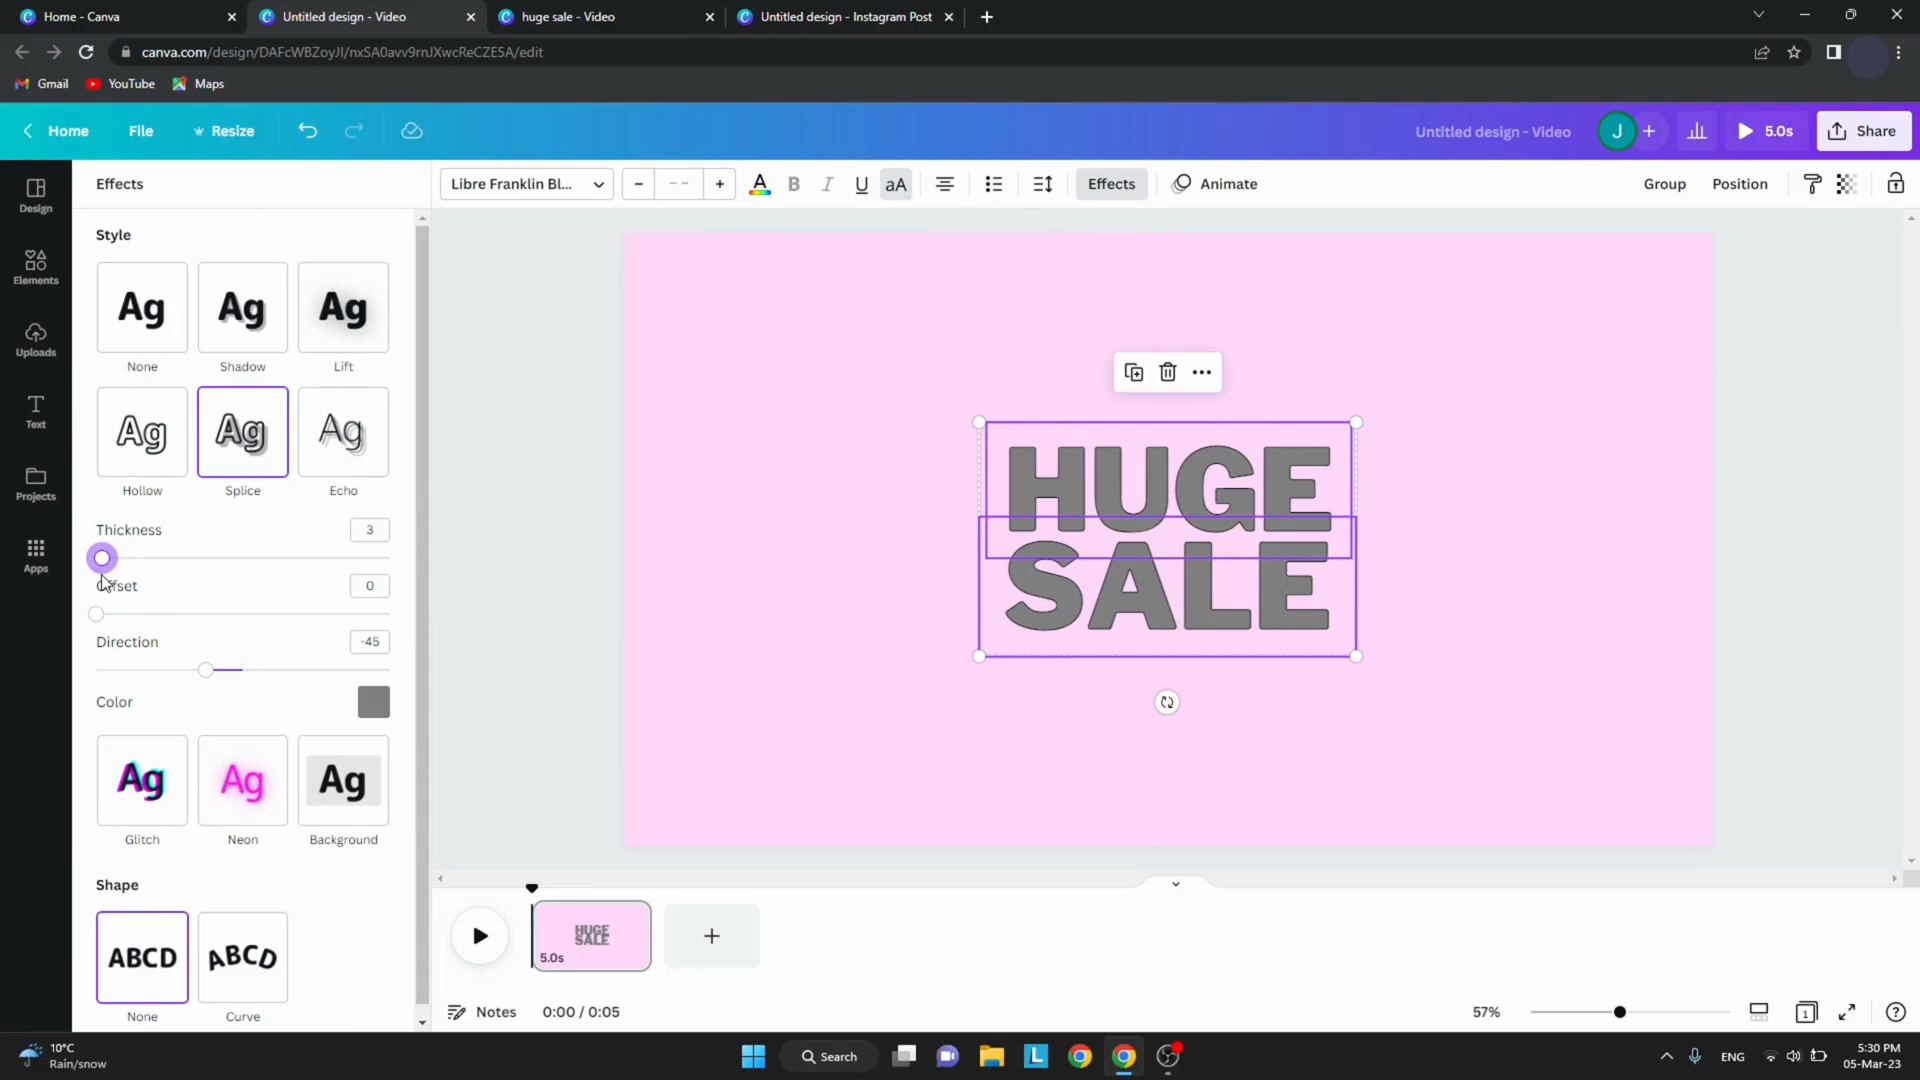 Home - Canva
Untitled design - Video
huge sale - Video
Untitled design - Instagram Post
canva.com/design/DAFcWBZoyJI/nxSA0avv9rnJXwcReCZE5A/edit
Gmail
YouTube
Maps
Home
File
Resize
Untitled design - Video
J
5.0s
Share
Effects
Libre Franklin Bl...
- -
A
B
I
U
aA
Effects
Animate
Group
Position
Design
Elements
Uploads
Text
Projects
Apps
Style
Ag
Ag
Ag
None
Shadow
Lift
Ag
Ag
Ag
Hollow
Splice
Echo
Thickness
3
Offset
0
Direction
-45
Color
Ag
Ag
Ag
Glitch
Neon
Background
Shape
ABCD
ABCD
None
Curve
HUGE
SALE
HUGE
SALE
5.0s
Notes
0:00 / 0:05
57%
1
10°C
Rain/snow
Search
L
ENG
5:30 PM
05-Mar-23